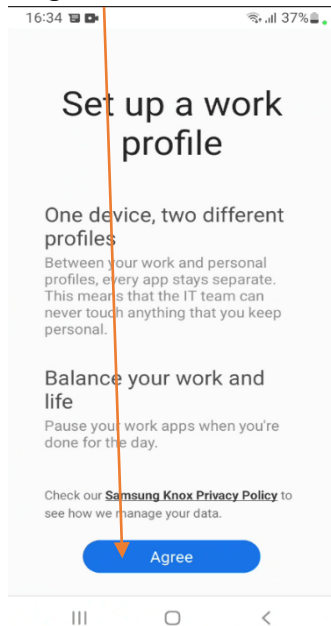 16:34 37%
Set up a work
profile
One device, two different
profiles
Between your work and personal
profiles, every app stays separate.
This means that the IT team can
never touch anything that you keep
personal.
Balance your work and
life
Pause your work apps when you're
done for the day.
Check our Samsung Knox Privacy Policy to
see how we manage your data.
Agree